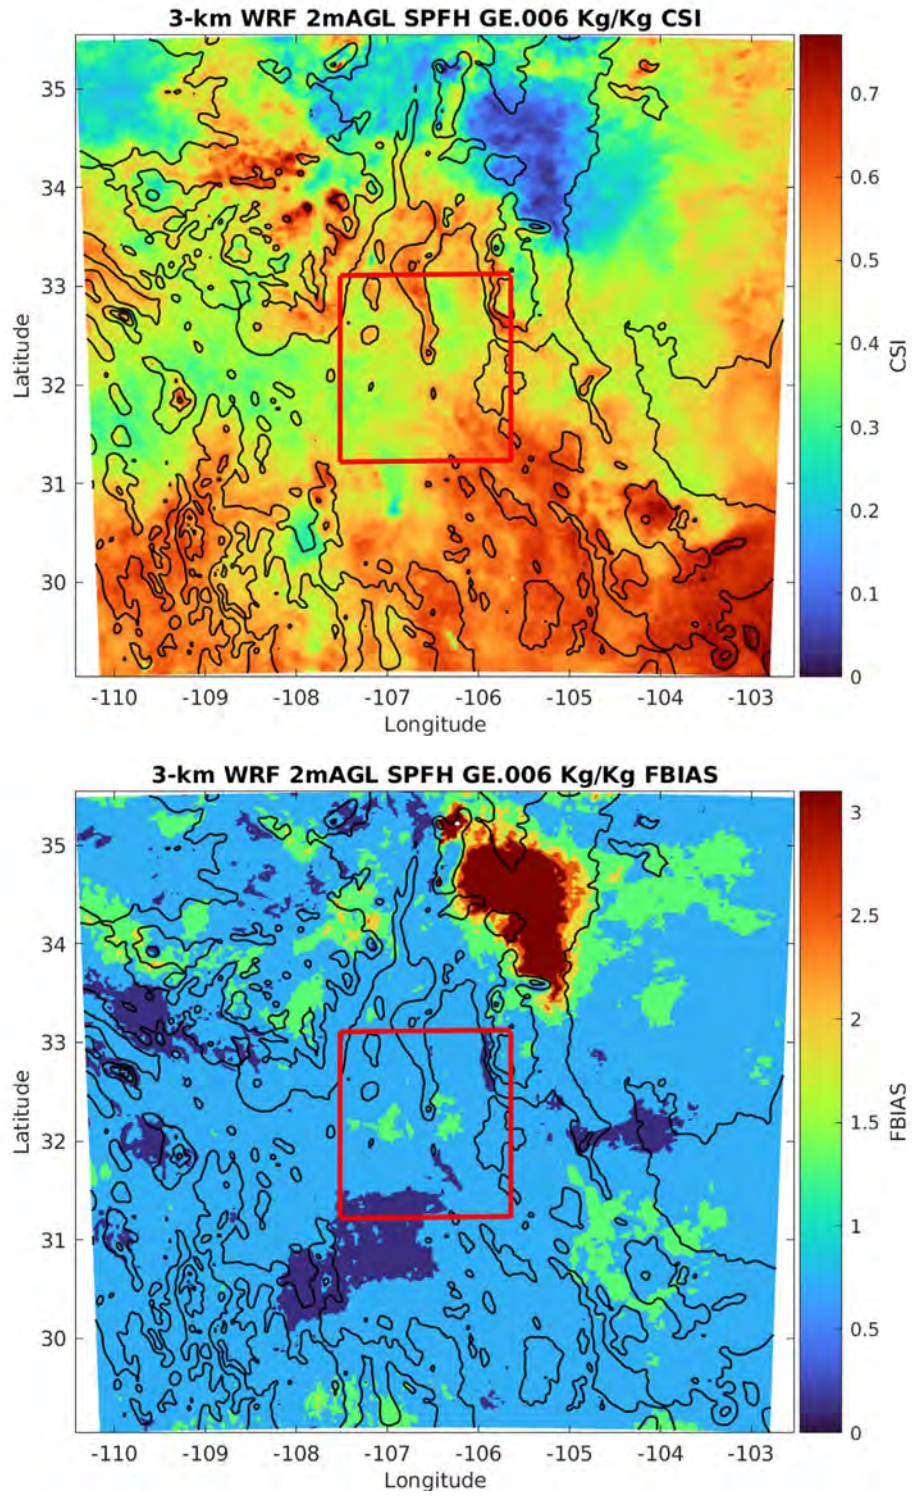 3-km WRF 2mAGL SPFH GE.006 Kg/Kg CSI
35
34
33
32
31
30
Latitude
-110 -109 -108 -107 -106 -105 -104 -103
Longitude
0.7
0.6
0.5
0.4
0.3
0.2
0.1
0
CSI
3-km WRF 2mAGL SPFH GE.006 Kg/Kg FBIAS
35
34
33
32
31
30
Latitude
-110 -109 -108 -107 -106 -105 -104 -103
Longitude
3
2.5
2
1.5
1
0.5
0
FBIAS